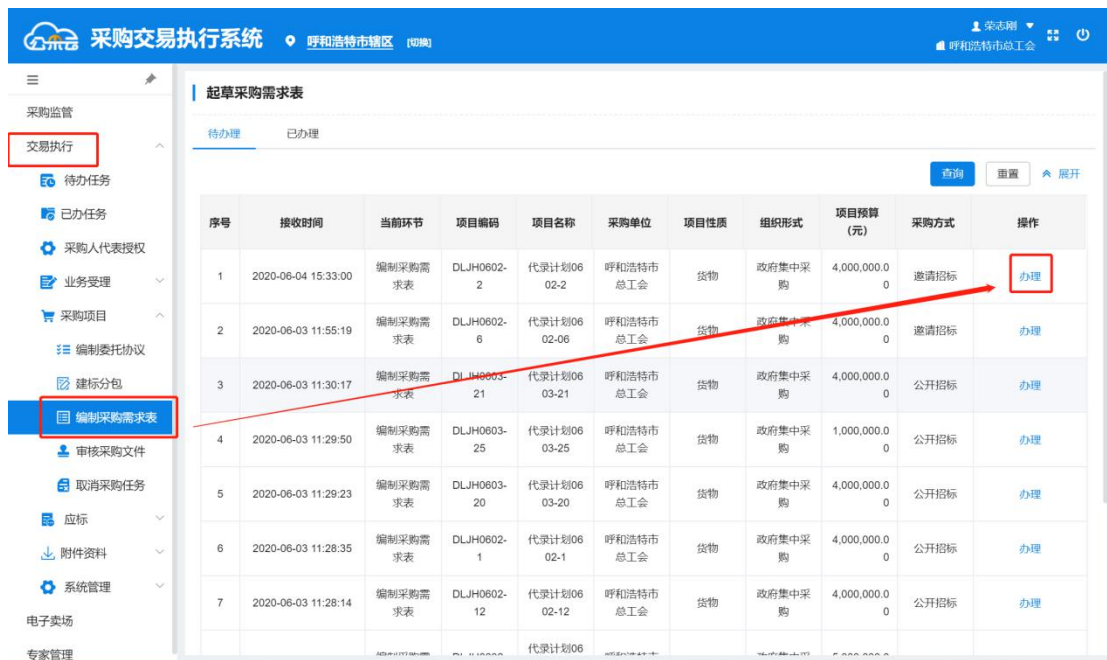 公采云 采购交易执行系统 呼和浩特市辖区 [切换]
荣志刚
呼和浩特市总工会
采购监管
交易执行
待办任务
已办任务
采购人代表授权
业务受理
采购项目
编制委托协议
建标分包
编制采购需求表
审核采购文件
取消采购任务
应标
附件资料
系统管理
电子卖场
专家管理
起草采购需求表
待办理 已办理
查询 重置 展开
序号 接收时间 当前环节 项目编码 项目名称 采购单位 项目性质 组织形式 项目预算 采购方式 操作
(元)
1 2020-06-04 15:33:00 编制采购需 DLJH0602- 代录计划06 呼和浩特市 货物 政府集中采 4,000,000.0 邀请招标 办理
求表 2 02-2 总工会 购 0
2 2020-06-03 11:55:19 编制采购需 DLJH0602- 代录计划06 呼和浩特市 货物 政府集中采 4,000,000.0 邀请招标 办理
求表 6 02-06 总工会 购 0
3 2020-06-03 11:30:17 编制采购需 DLJH0603- 代录计划06 呼和浩特市 货物 政府集中采 4,000,000.0 公开招标 办理
求表 21 03-21 总工会 购 0
4 2020-06-03 11:29:50 编制采购需 DLJH0603- 代录计划06 呼和浩特市 货物 政府集中采 1,000,000.0 公开招标 办理
求表 25 03-25 总工会 购 0
5 2020-06-03 11:29:23 编制采购需 DLJH0603- 代录计划06 呼和浩特市 货物 政府集中采 4,000,000.0 公开招标 办理
求表 20 03-20 总工会 购 0
6 2020-06-03 11:28:35 编制采购需 DLJH0602- 代录计划06 呼和浩特市 货物 政府集中采 4,000,000.0 公开招标 办理
求表 1 02-1 总工会 购 0
7 2020-06-03 11:28:14 编制采购需 DLJH0602- 代录计划06 呼和浩特市 货物 政府集中采 4,000,000.0 公开招标 办理
求表 12 02-12 总工会 购 0
代录计划06